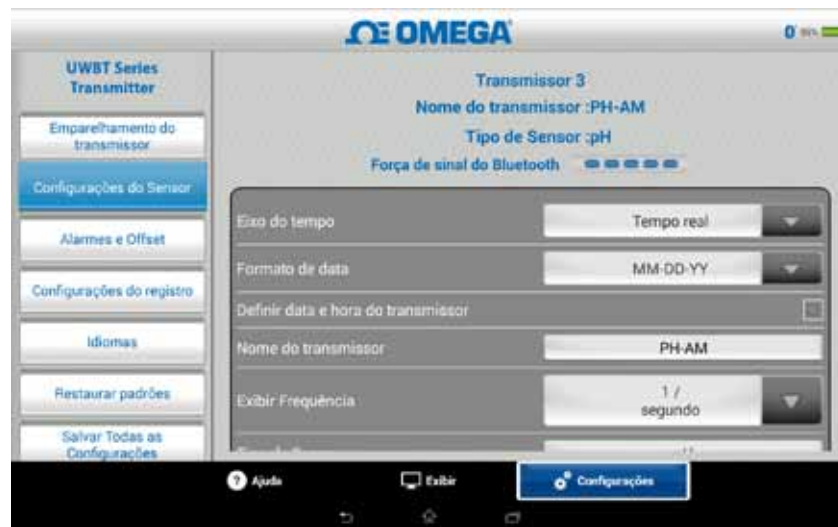 OMEGA
UWBT Series
Transmitter
Emparelhamento do
transmissor
Configurações do Sensor
Alarmes e Offset
Configurações do registro
Idiomas
Restaurar padrões
Salvar Todas as
Configurações
Transmissor 3
Nome do transmissor :PH-AM
Tipo de Sensor :pH
Força de sinal do Bluetooth
Eixo do tempo
Tempo real
Formato de data
MM-DD-YY
Definir data e hora do transmissor
Nome do transmissor
PH-AM
Exibir Frequência
1 /
segundo
? Ajuda
Exibir
Configurações